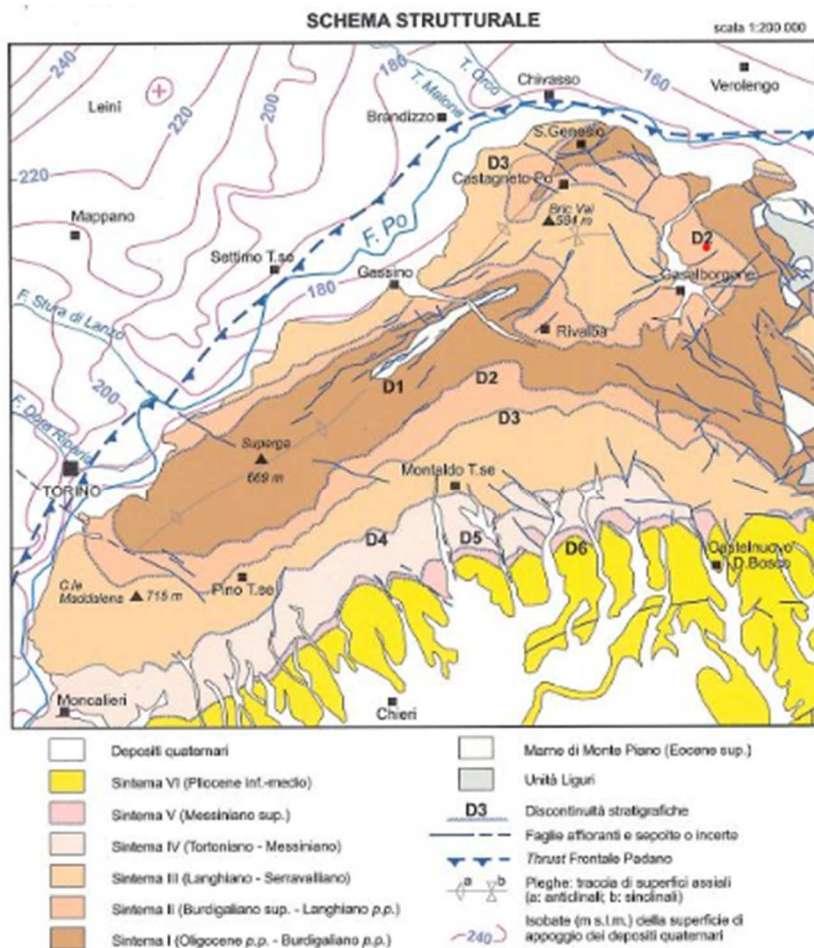 SCHEMA STRUTTURALE
scala 1:200 000
240
220
200
180
160
Leini
T. Malone
T. Orco
Chivasso
Verolengo
Brandizzo
S.Genesio
D3
Castagneto Po
220
Mappano
F. Po
Bric Vai
594 m
D2
Settimo T.se
Gassino
180
Casalborgone
F. Stura di Lanzo
Rivalba
D1
D2
200
D3
F. Dora Riparia
Superga
669 m
TORINO
Montaldo T.se
D4
D5
D6
Castelnuovo
D.Bosco
C.le
Maddalena
715 m
Pino T.se
Moncalieri
Chieri
Depositi quaternari
Sintema VI (Pliocene inf.-medio)
Sintema V (Messiniano sup.)
Sintema IV (Tortoniano - Messiniano)
Sintema III (Langhiano - Serravalliano)
Sintema II (Burdigaliano sup. - Langhiano p.p.)
Sintema I (Oligocene p.p. - Burdigaliano p.p.)
Marne di Monte Piano (Eocene sup.)
Unità Liguri
D3 Discontinuità stratigrafiche
Faglie affioranti e sepolte o incerte
Thrust Frontale Padano
a b Pieghe: traccia di superfici assiali
(a: anticlinali; b: sinclinali)
240 Isobate (m s.l.m.) della superficie di
appoggio dei depositi quaternari